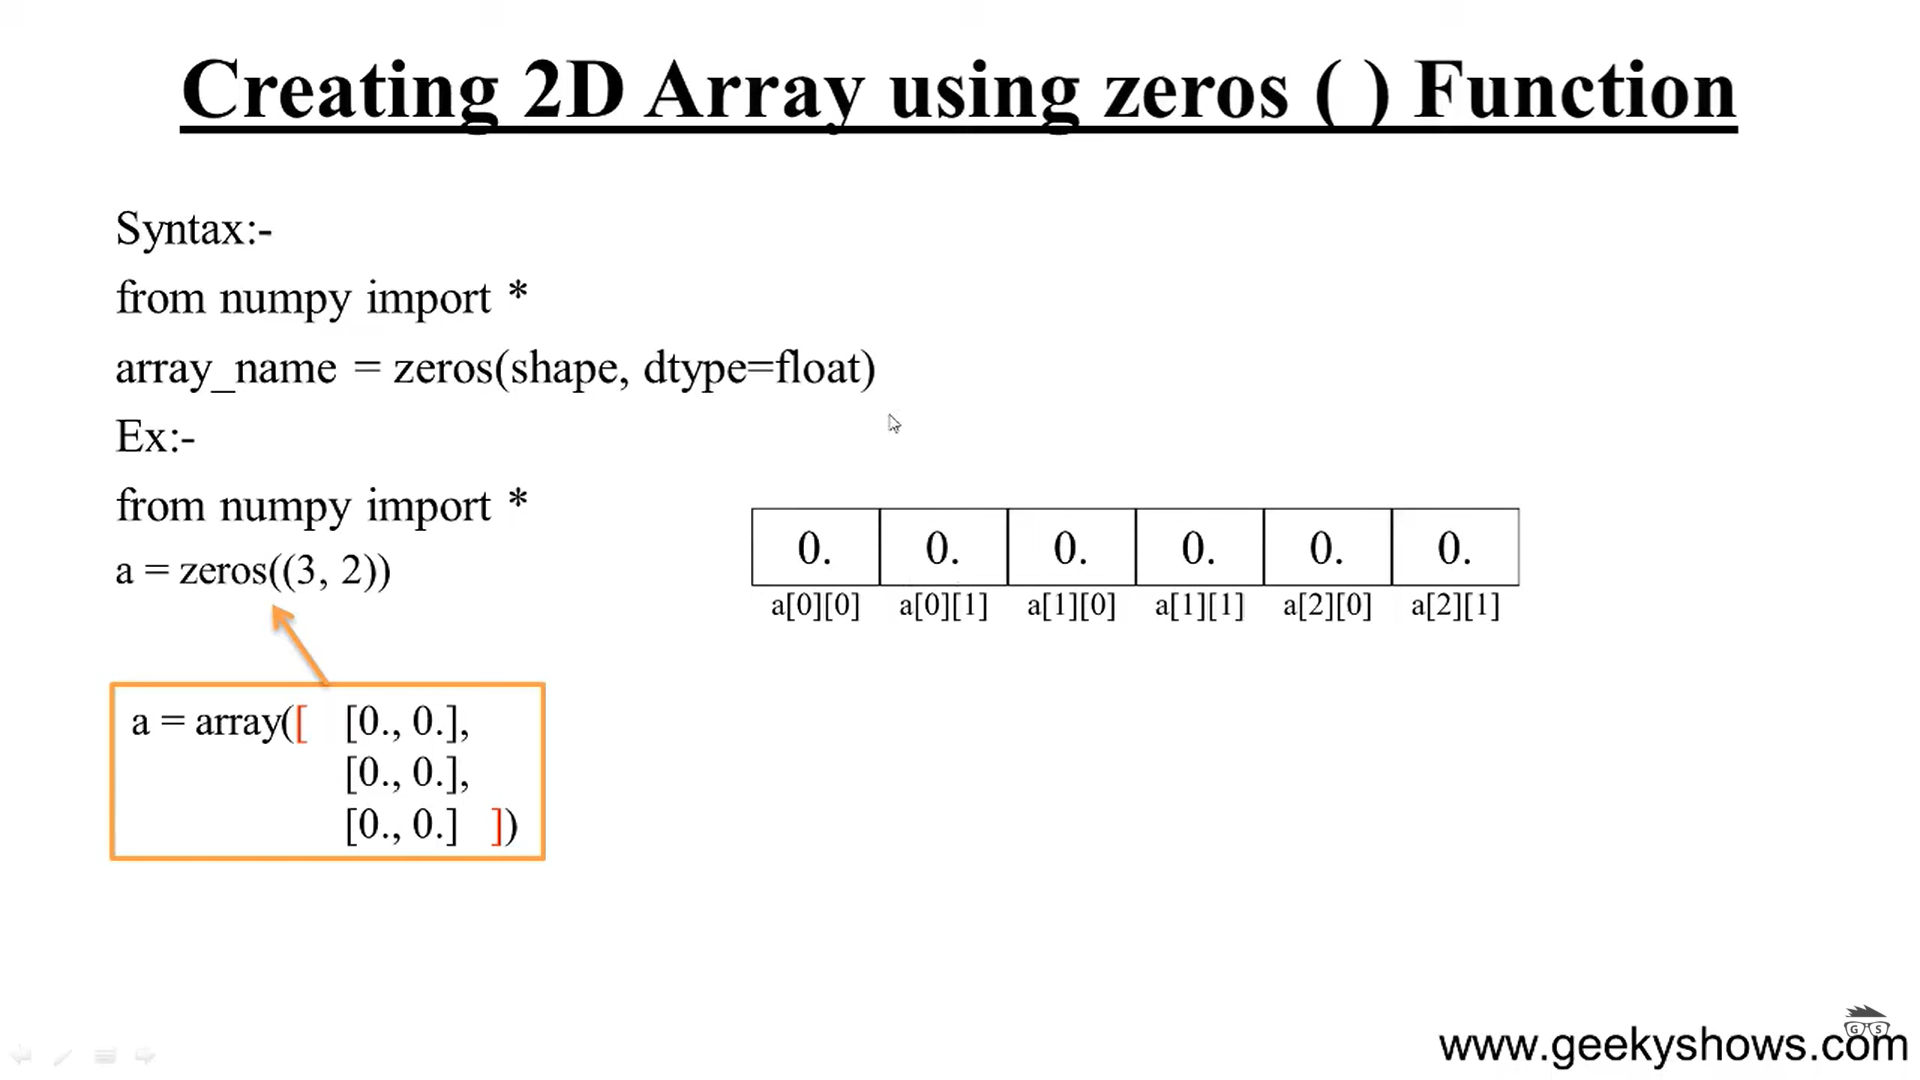 Creating 2D Array using zeros ( ) Function
Syntax:-
from numpy import *
array_name = zeros(shape, dtype=float)
Ex:-
from numpy import *
a = zeros((3, 2))
0. 0. 0. 0. 0. 0.
a[0][0] a[0][1] a[1][0] a[1][1] a[2][0] a[2][1]
a = array([ [0., 0.],
[0., 0.],
[0., 0.] ])
G S
www.geekyshows.com